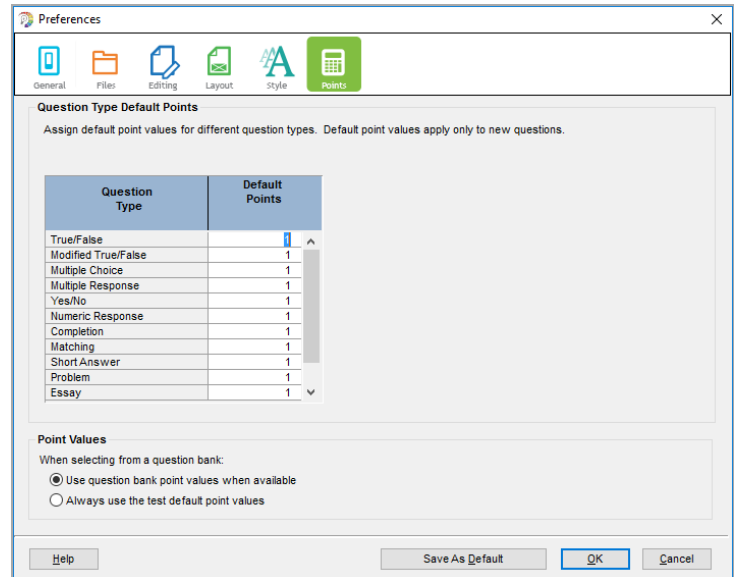 Preferences
General Files Editing Layout Style Points
Question Type Default Points
Assign default point values for different question types. Default point values apply only to new questions.
Question Type Default Points
True/False 1
Modified True/False 1
Multiple Choice 1
Multiple Response 1
Yes/No 1
Numeric Response 1
Completion 1
Matching 1
Short Answer 1
Problem 1
Essay 1
Point Values
When selecting from a question bank:
Use question bank point values when available
Always use the test default point values
Help Save As Default OK Cancel